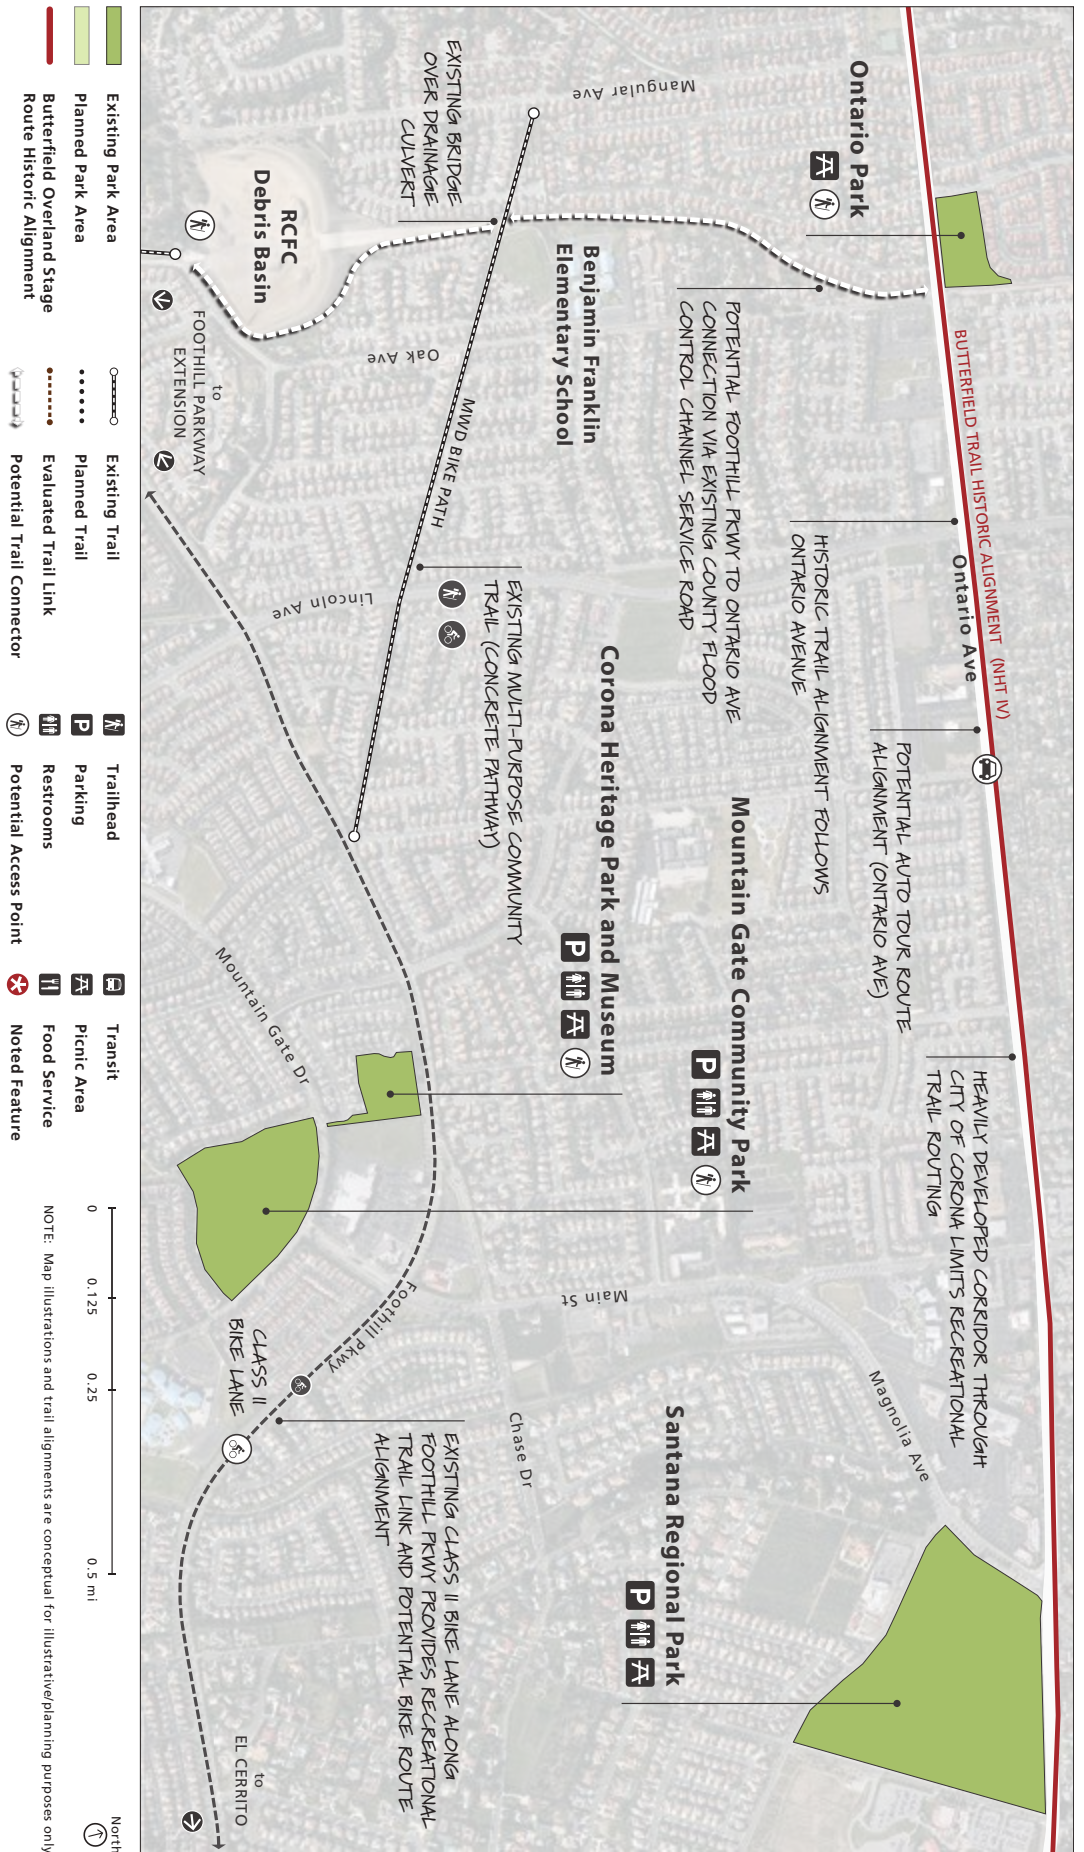 Ontario Park
BUTTERFIELD TRAIL HISTORIC ALIGNMENT (NHT IV)
Ontario Ave
HISTORIC TRAIL ALIGNMENT FOLLOWS
ONTARIO AVENUE
POTENTIAL AUTO TOUR ROUTE
ALIGNMENT (ONTARIO AVE)
HEAVILY DEVELOPED CORRIDOR THROUGH
CITY OF CORONA LIMITS RECREATIONAL
TRAIL ROUTING
Magnolia Ave
Mangular Ave
POTENTIAL FOOTHILL PKWY TO ONTARIO AVE
CONNECTION VIA EXISTING COUNTY FLOOD
CONTROL CHANNEL SERVICE ROAD
Mountain Gate Community Park
P
Santana Regional Park
P
Benjamin Franklin
Elementary School
Corona Heritage Park and Museum
P
Main St
Chase Dr
EXISTING BRIDGE
OVER DRAINAGE
CULVERT
MWD BIKE PATH
EXISTING MULTI-PURPOSE COMMUNITY
TRAIL (CONCRETE PATHWAY)
Oak Ave
Lincoln Ave
RCFC
Debris Basin
to
FOOTHILL PARKWAY
EXTENSION
Mountain Gate Dr
Foothill Pkwy
CLASS II
BIKE LANE
EXISTING CLASS II BIKE LANE ALONG
FOOTHILL PKWY PROVIDES RECREATIONAL
TRAIL LINK AND POTENTIAL BIKE ROUTE
ALIGNMENT
to
EL CERRITO
Existing Park Area
Planned Park Area
Butterfield Overland Stage
Route Historic Alignment
Existing Trail
Planned Trail
Evaluated Trail Link
Potential Trail Connector
Trailhead
P Parking
Restrooms
Potential Access Point
Transit
Picnic Area
Food Service
Noted Feature
0 0.125 0.25 0.5 mi
NOTE: Map illustrations and trail alignments are conceptual for illustrative/planning purposes only
North